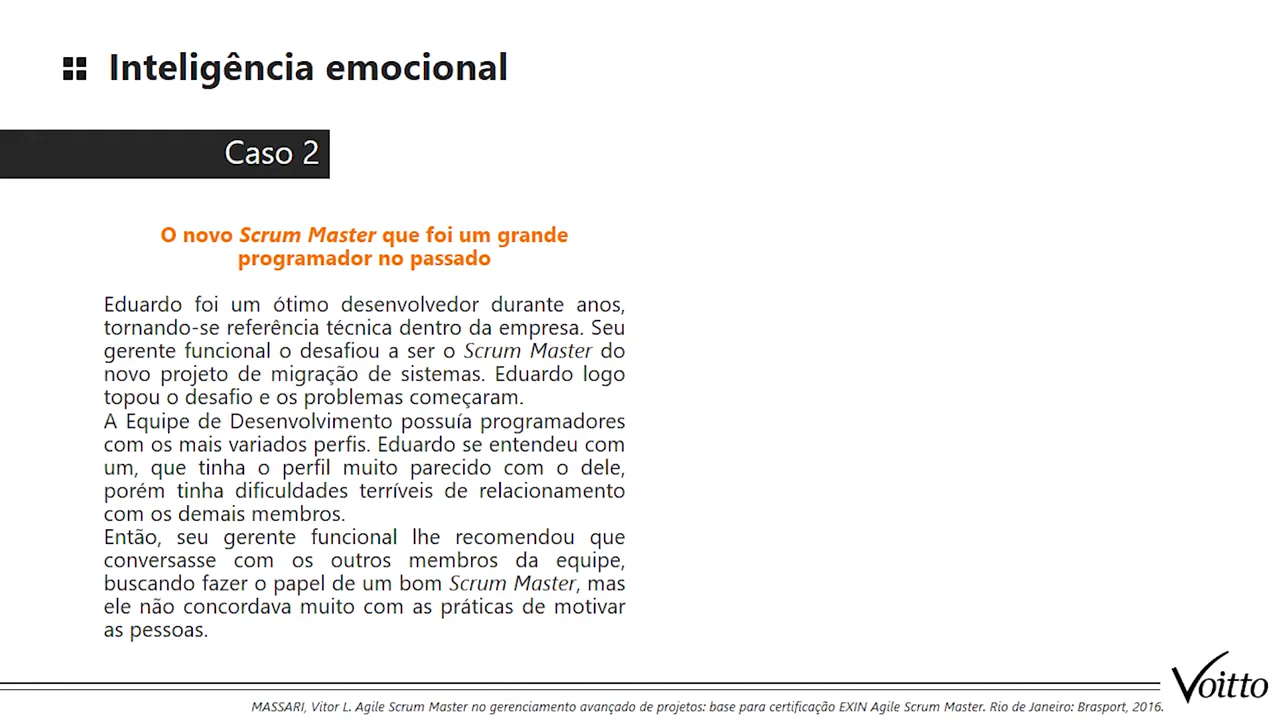 Inteligência emocional
Caso 2
O novo Scrum Master que foi um grande
programador no passado
Eduardo foi um ótimo desenvolvedor durante anos,
tornando-se referência técnica dentro da empresa. Seu
gerente funcional o desafiou a ser o Scrum Master do
novo projeto de migração de sistemas. Eduardo logo
topou o desafio e os problemas começaram.
A Equipe de Desenvolvimento possuía programadores
com os mais variados perfis. Eduardo se entendeu com
um, que tinha o perfil muito parecido com o dele,
porém tinha dificuldades terríveis de relacionamento
com os demais membros.
Então, seu gerente funcional lhe recomendou que
conversasse com os outros membros da equipe,
buscando fazer o papel de um bom Scrum Master, mas
ele não concordava muito com as práticas de motivar
as pessoas.
Voitto
MASSARI, Vitor L. Agile Scrum Master no gerenciamento avançado de projetos: base para certificação EXIN Agile Scrum Master. Rio de Janeiro: Brasport, 2016.